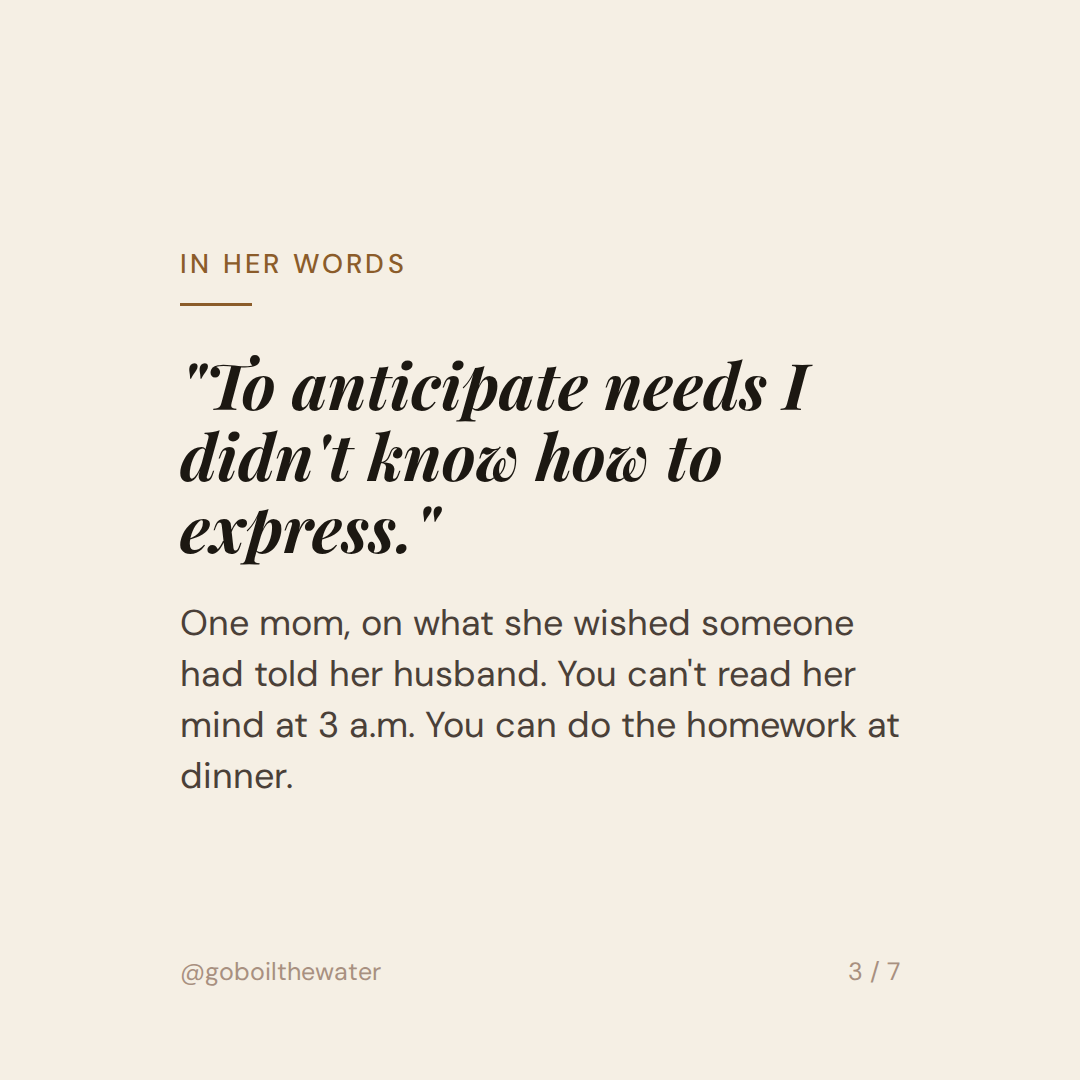 IN HER WORDS
"To anticipate needs I
didn't know how to
express."
One mom, on what she wished someone
had told her husband. You can't read her
mind at 3 a.m. You can do the homework at
dinner.
@goboilthewater
3 / 7